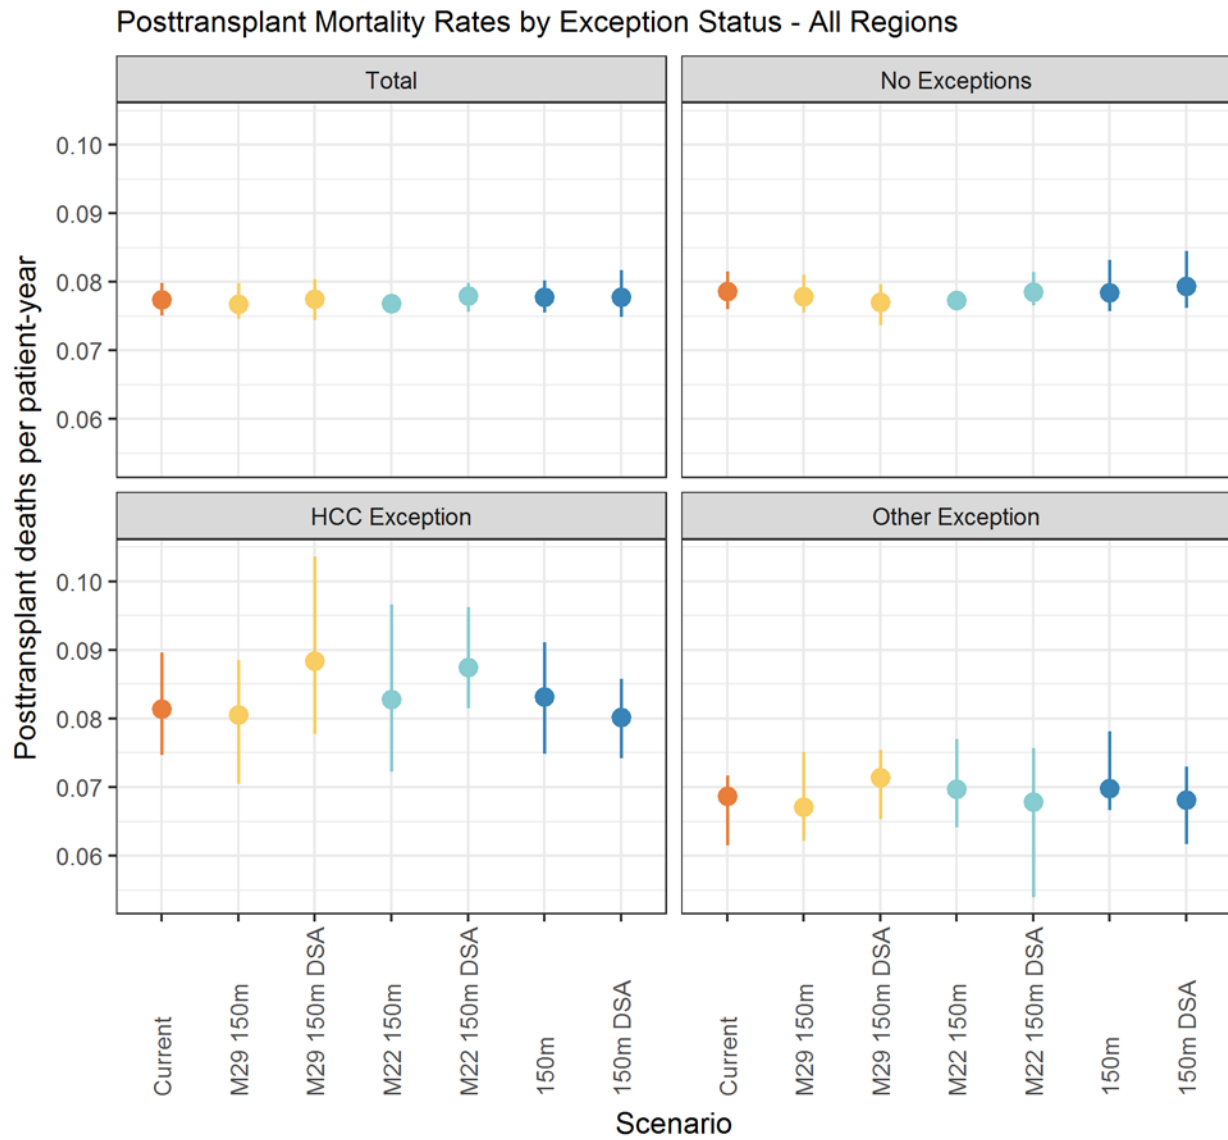 Posttransplant Mortality Rates by Exception Status - All Regions
Total
No Exceptions
0.10
0.09
0.08
0.07
0.06
HCC Exception
Other Exception
0.10
0.09
0.08
0.07
0.06
Posttransplant deaths per patient-year
Current
M29 150m
M29 150m DSA
M22 150m
M22 150m DSA
150m
150m DSA
Current
M29 150m
M29 150m DSA
M22 150m
M22 150m DSA
150m
150m DSA
Scenario